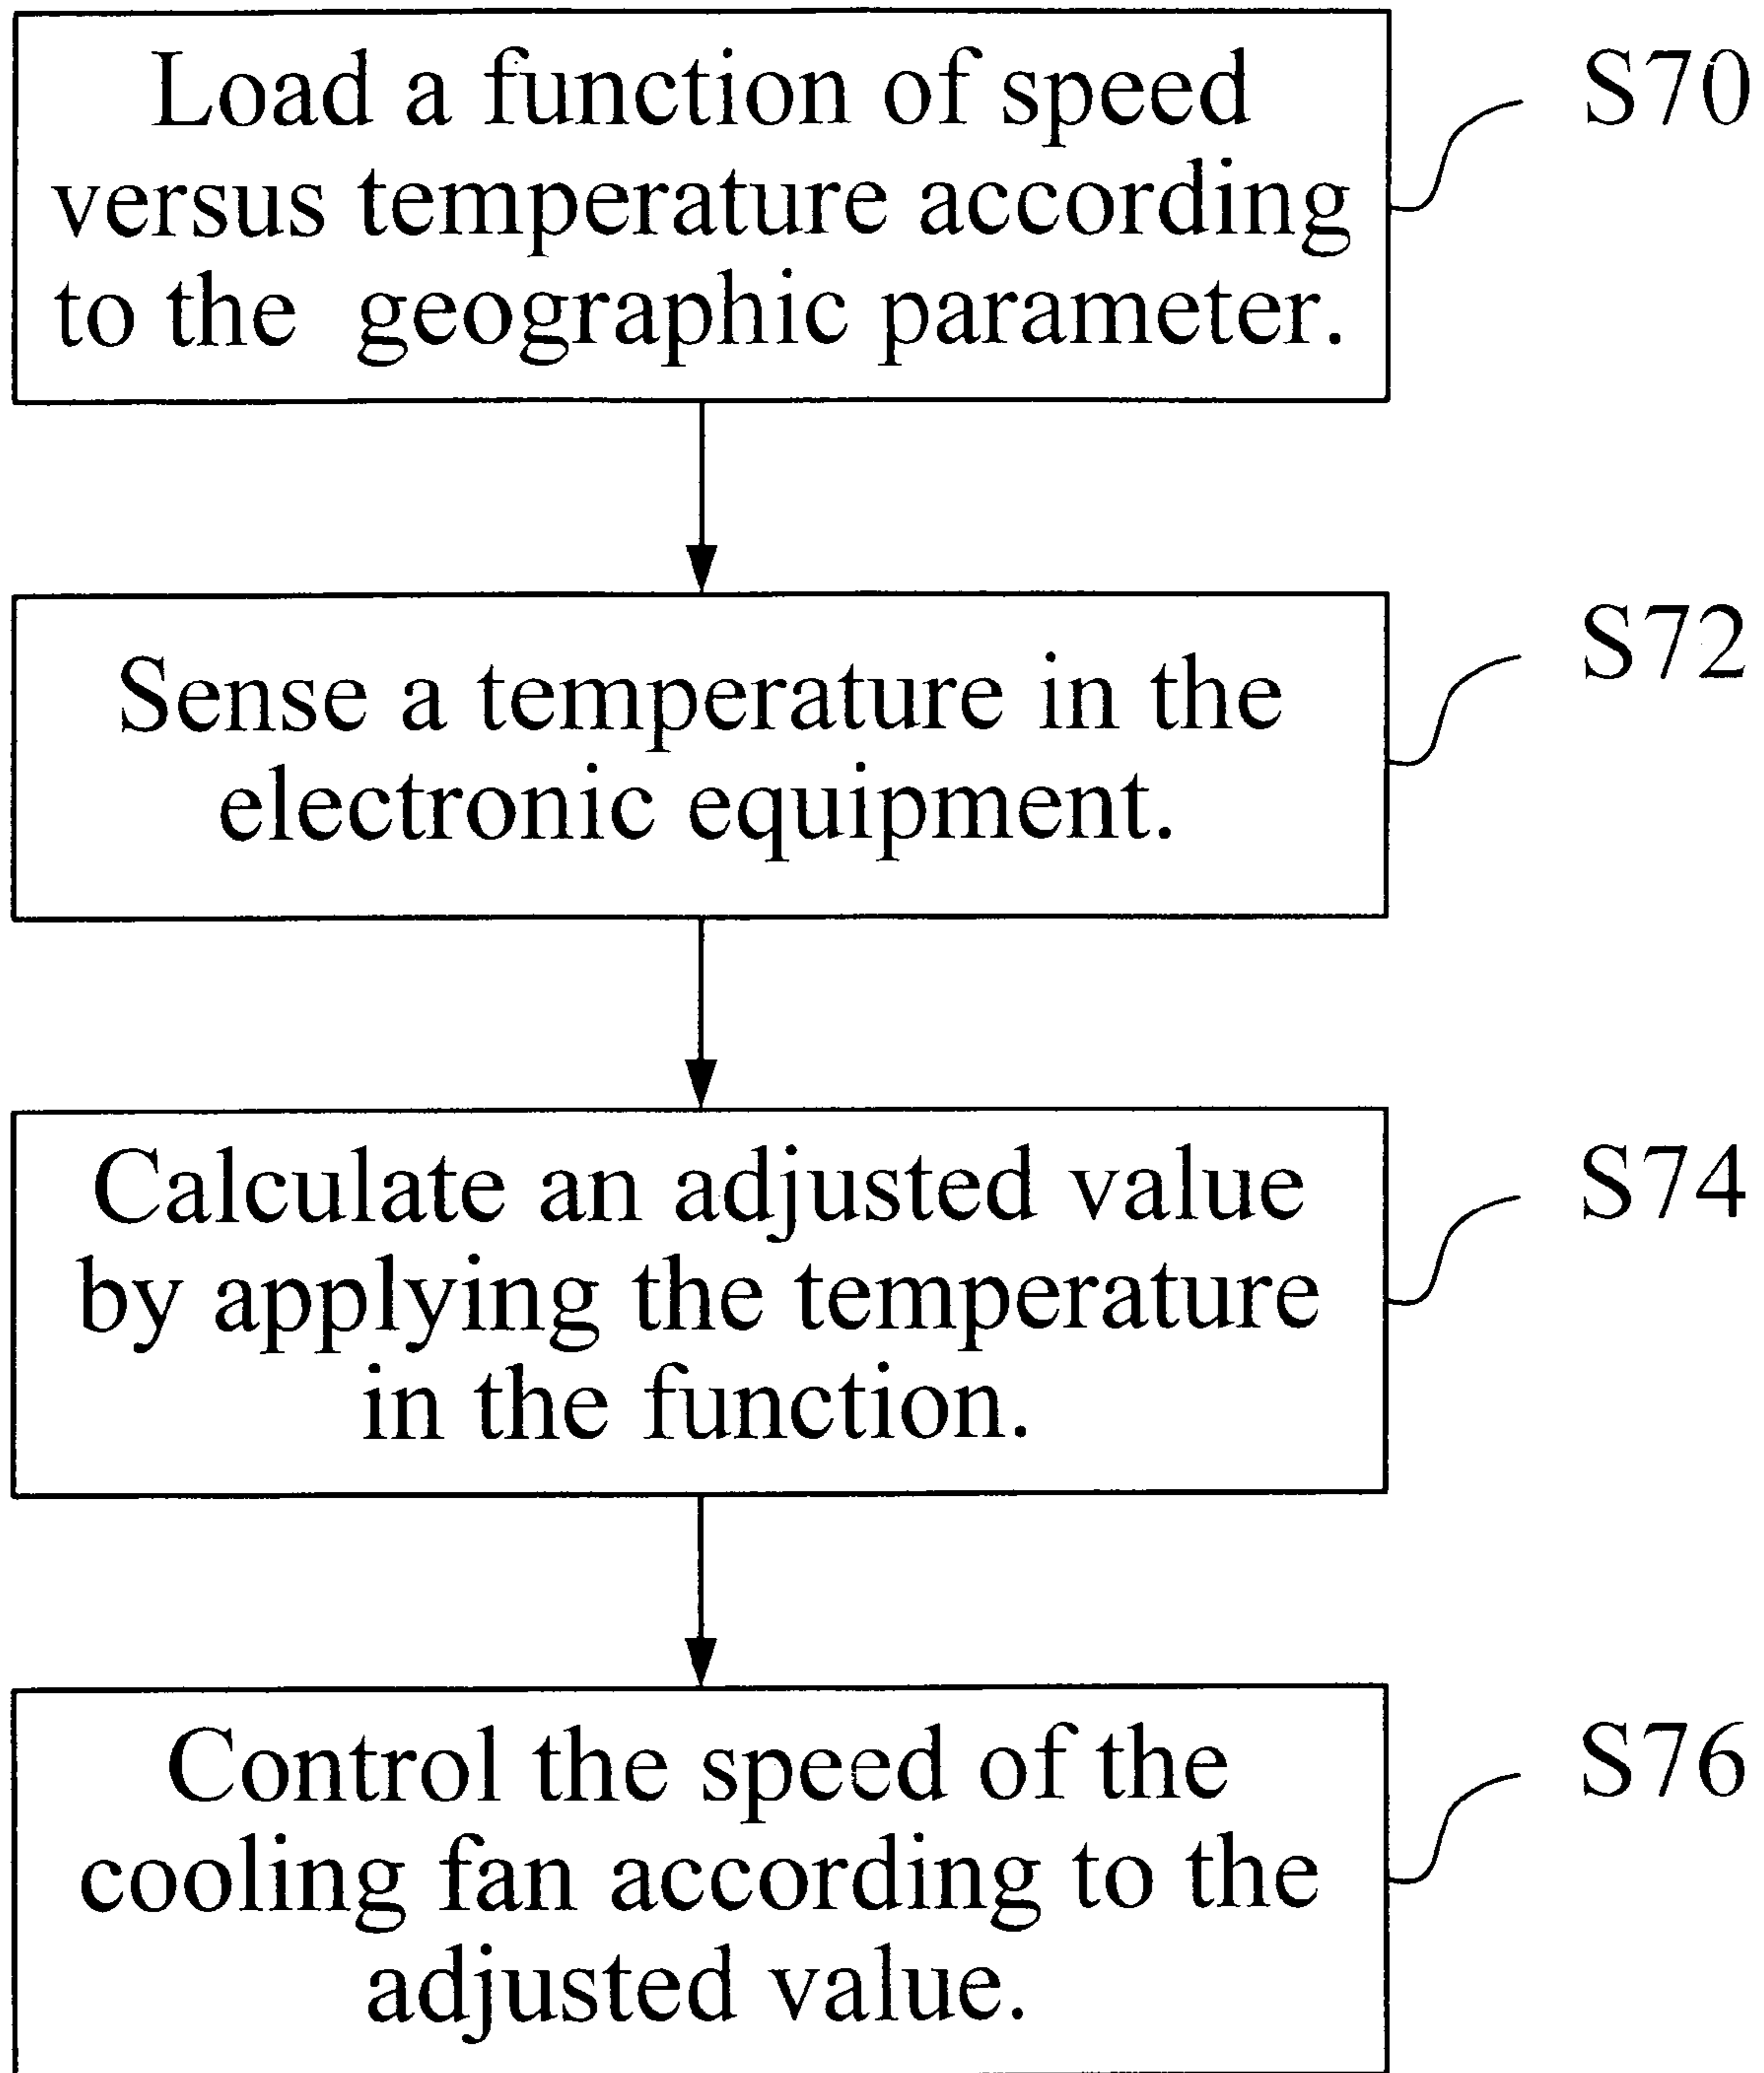 Load a function of speed
versus temperature according
to the geographic parameter.
S70
Sense a temperature in the
electronic equipment.
S72
Calculate an adjusted value
by applying the temperature
in the function.
S74
Control the speed of the
cooling fan according to the
adjusted value.
S76